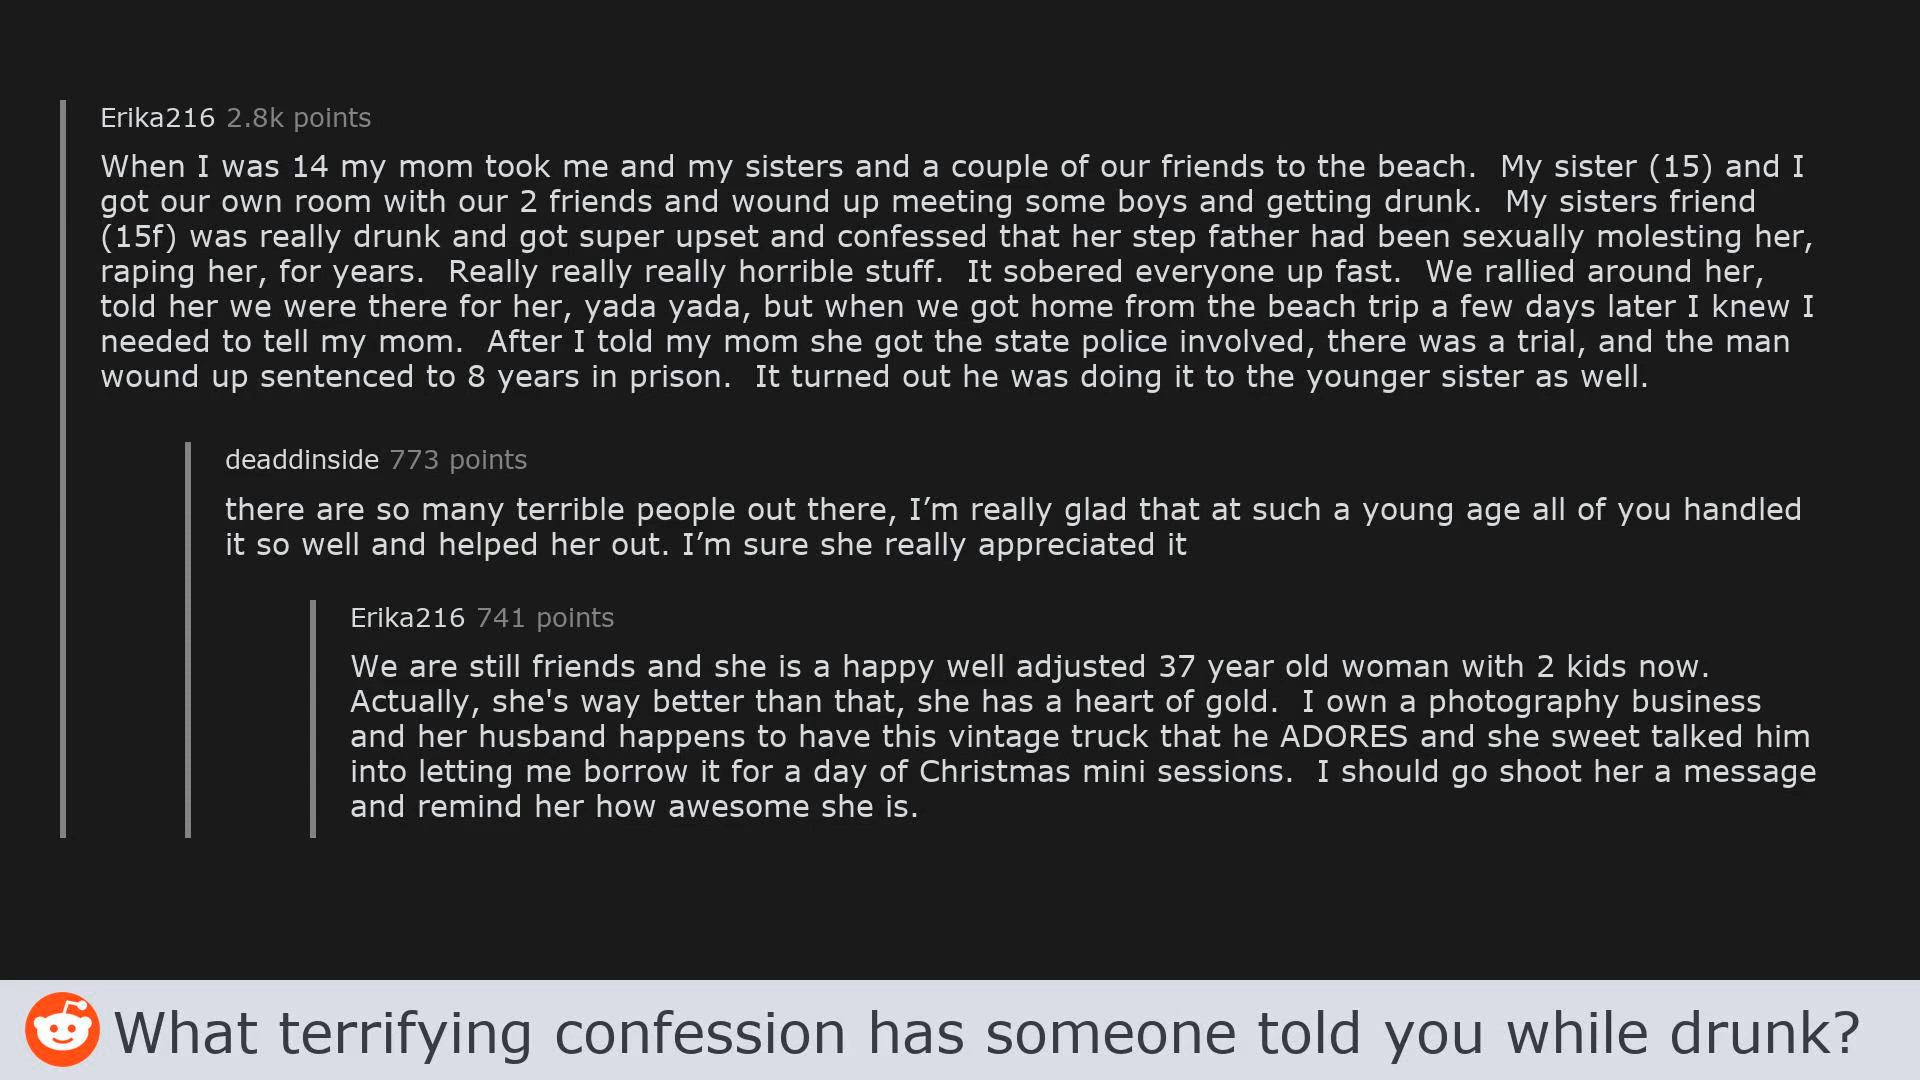 Erika216 2.8k points
When I was 14 my mom took me and my sisters and a couple of our friends to the beach.  My sister (15) and I
got our own room with our 2 friends and wound up meeting some boys and getting drunk.  My sisters friend
(15f) was really drunk and got super upset and confessed that her step father had been sexually molesting her,
raping her, for years.  Really really really horrible stuff.  It sobered everyone up fast.  We rallied around her,
told her we were there for her, yada yada, but when we got home from the beach trip a few days later I knew I
needed to tell my mom.  After I told my mom she got the state police involved, there was a trial, and the man
wound up sentenced to 8 years in prison.  It turned out he was doing it to the younger sister as well.
deaddinside 773 points
there are so many terrible people out there, I’m really glad that at such a young age all of you handled
it so well and helped her out. I’m sure she really appreciated it
Erika216 741 points
We are still friends and she is a happy well adjusted 37 year old woman with 2 kids now.
Actually, she's way better than that, she has a heart of gold.  I own a photography business
and her husband happens to have this vintage truck that he ADORES and she sweet talked him
into letting me borrow it for a day of Christmas mini sessions.  I should go shoot her a message
and remind her how awesome she is.
What terrifying confession has someone told you while drunk?